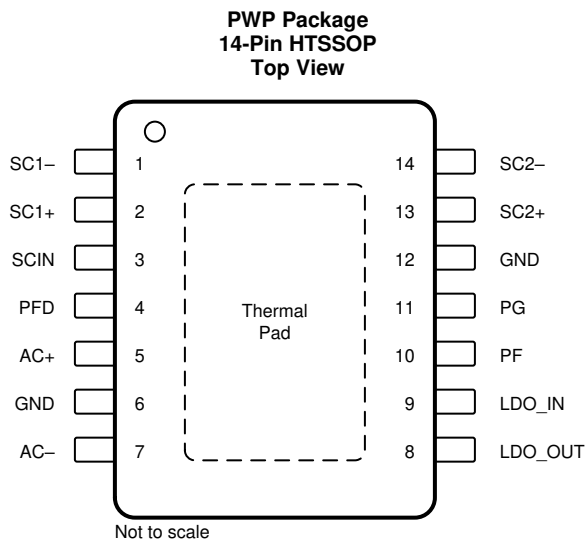 PWP Package
14-Pin HTSSOP
Top View
SC1– 1 14 SC2–
SC1+ 2 13 SC2+
SCIN 3 12 GND
PFD 4 11 PG
AC+ 5 10 PF
GND 6 9 LDO_IN
AC– 7 8 LDO_OUT
Thermal
Pad
Not to scale